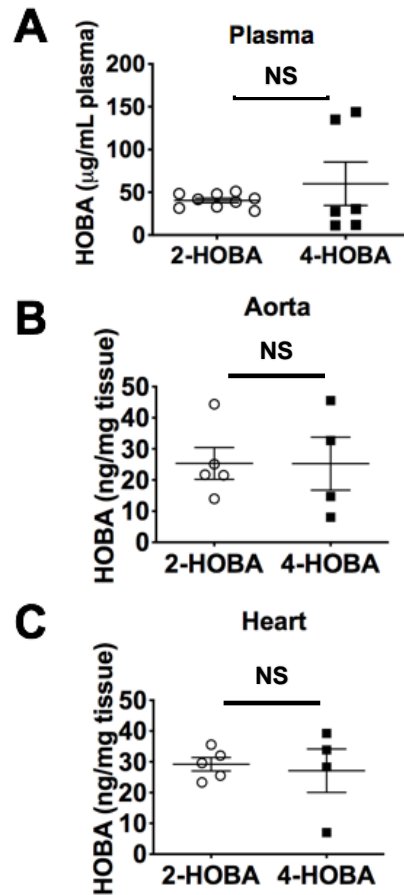 A
Plasma
NS
HOBA (μg/mL plasma)
200
150
100
50
0
2-HOBA 4-HOBA
B
Aorta
NS
HOBA (ng/mg tissue)
50
40
30
20
10
0
2-HOBA 4-HOBA
C
Heart
NS
HOBA (ng/mg tissue)
50
40
30
20
10
0
2-HOBA 4-HOBA